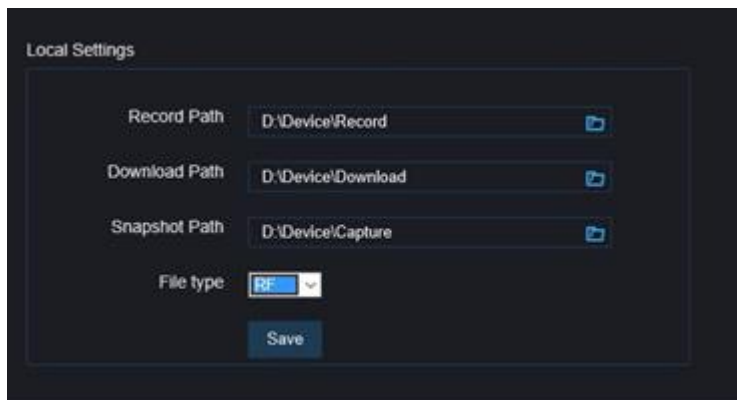 Local Settings
Record Path D:\Device\Record
Download Path D:\Device\Download
Snapshot Path D:\Device\Capture
File type RF
Save